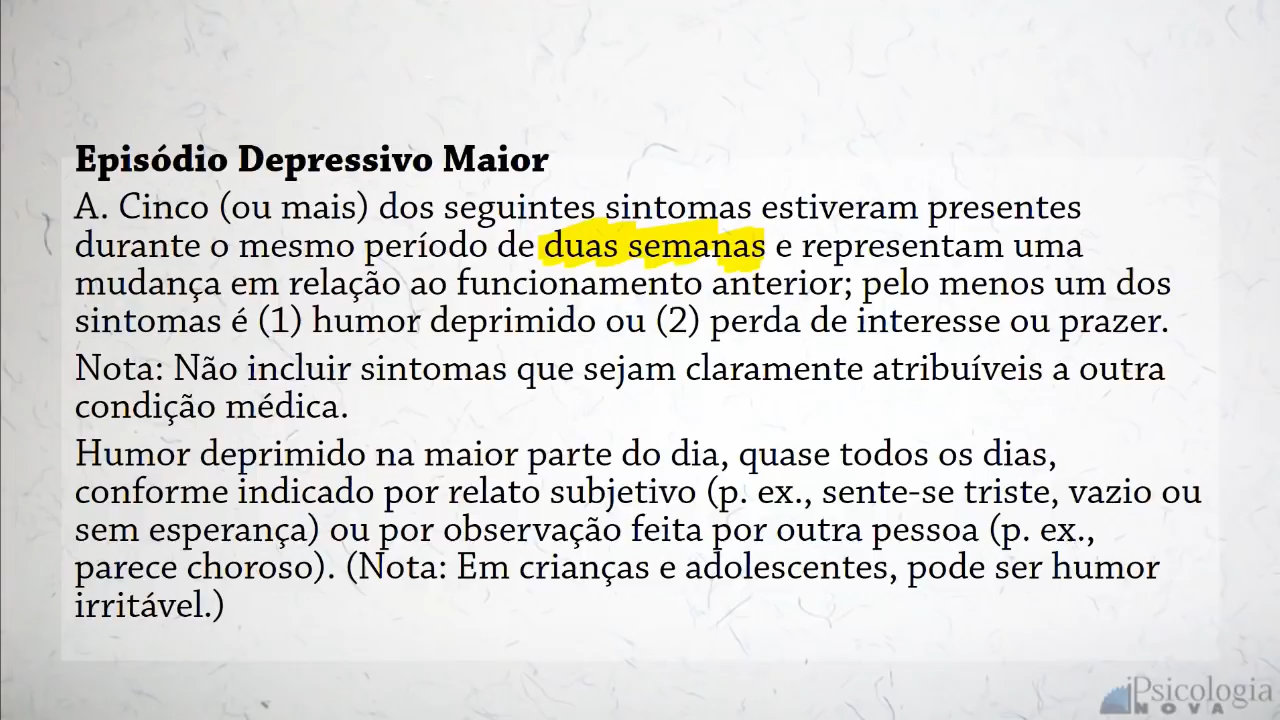 Episódio Depressivo Maior
A. Cinco (ou mais) dos seguintes sintomas estiveram presentes
durante o mesmo período de duas semanas e representam uma
mudança em relação ao funcionamento anterior; pelo menos um dos
sintomas é (1) humor deprimido ou (2) perda de interesse ou prazer.
Nota: Não incluir sintomas que sejam claramente atribuíveis a outra
condição médica.
Humor deprimido na maior parte do dia, quase todos os dias,
conforme indicado por relato subjetivo (p. ex., sente-se triste, vazio ou
sem esperança) ou por observação feita por outra pessoa (p. ex.,
parece choroso). (Nota: Em crianças e adolescentes, pode ser humor
irritável.)
Psicologia
NOVA